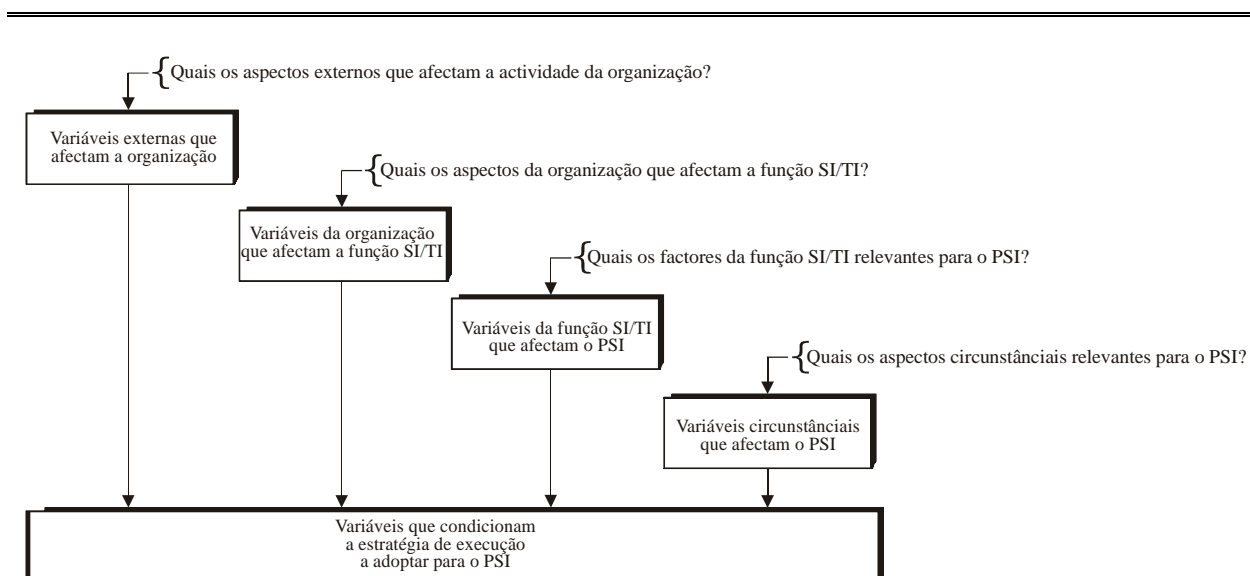 Quais os aspectos externos que afectam a actividade da organização?
Variáveis externas que
afectam a organização
Quais os aspectos da organização que afectam a função SI/TI?
Variáveis da organização
que afectam a função SI/TI
Quais os factores da função SI/TI relevantes para o PSI?
Variáveis da função SI/TI
que afectam o PSI
Quais os aspectos circunstânciais relevantes para o PSI?
Variáveis circunstânciais
que afectam o PSI
Variáveis que condicionam
a estratégia de execução
a adoptar para o PSI